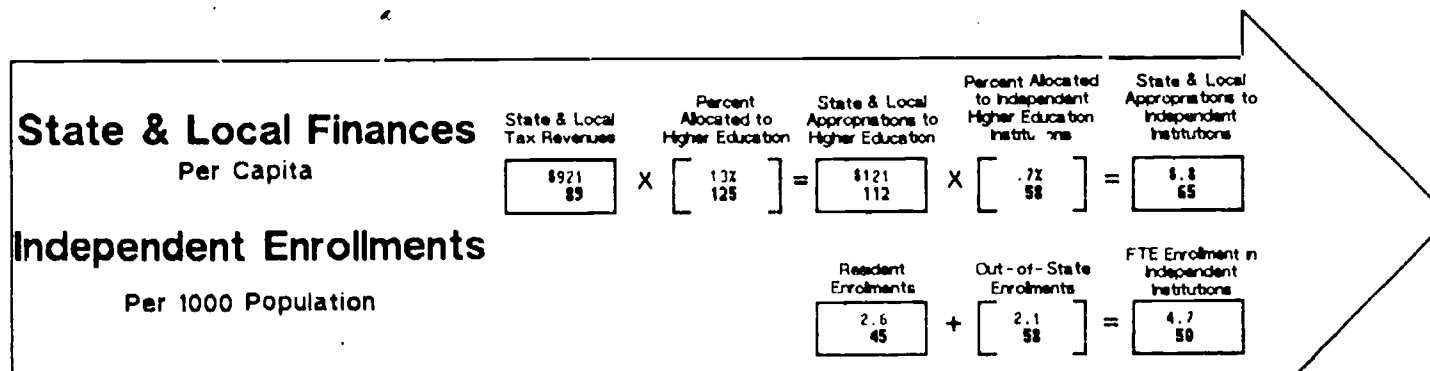 State & Local Finances
Per Capita
State & Local
Tax Revenues
$921
89
X
Percent
Allocated to
Higher Education
13%
125
=
State & Local
Appropriations to
Higher Education
$121
112
X
Percent Allocated
to Independent
Higher Education
.7%
58
=
State & Local
Appropriations to
Independent
Institutions
$.8
65
Independent Enrollments
Per 1000 Population
Resident
Enrollments
2.6
45
+
Out-of-State
Enrollments
2.1
58
=
FTE Enrollment in
Independent
Institutions
4.7
50